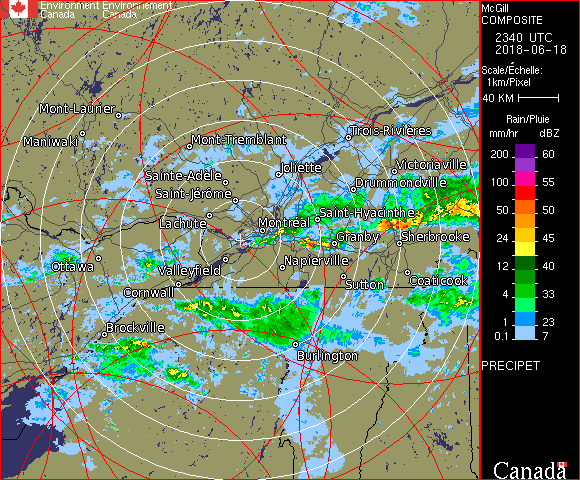 Environment Environnement
Canada Canada
McGill
COMPOSITE
2340 UTC
2018-06-18
Scale/Échelle:
1km/Pixel
40 KM
Rain/Pluie
mm/hr dBZ
200 60
100 55
50 50
24 45
12 40
4 33
1 23
0.1 7
PRECIPET
Canada
Mont-Laurier
Maniwaki
Mont-Tremblant
Trois-Rivières
Joliette
Victoriaville
Sainte-Adèle
Drummondville
Saint-Jérôme
Saint-Hyacinthe
Lachute
Montréal
Granby
Sherbrooke
Ottawa
Valleyfield
Napierville
Sutton
Coaticook
Cornwall
Brockville
Burlington